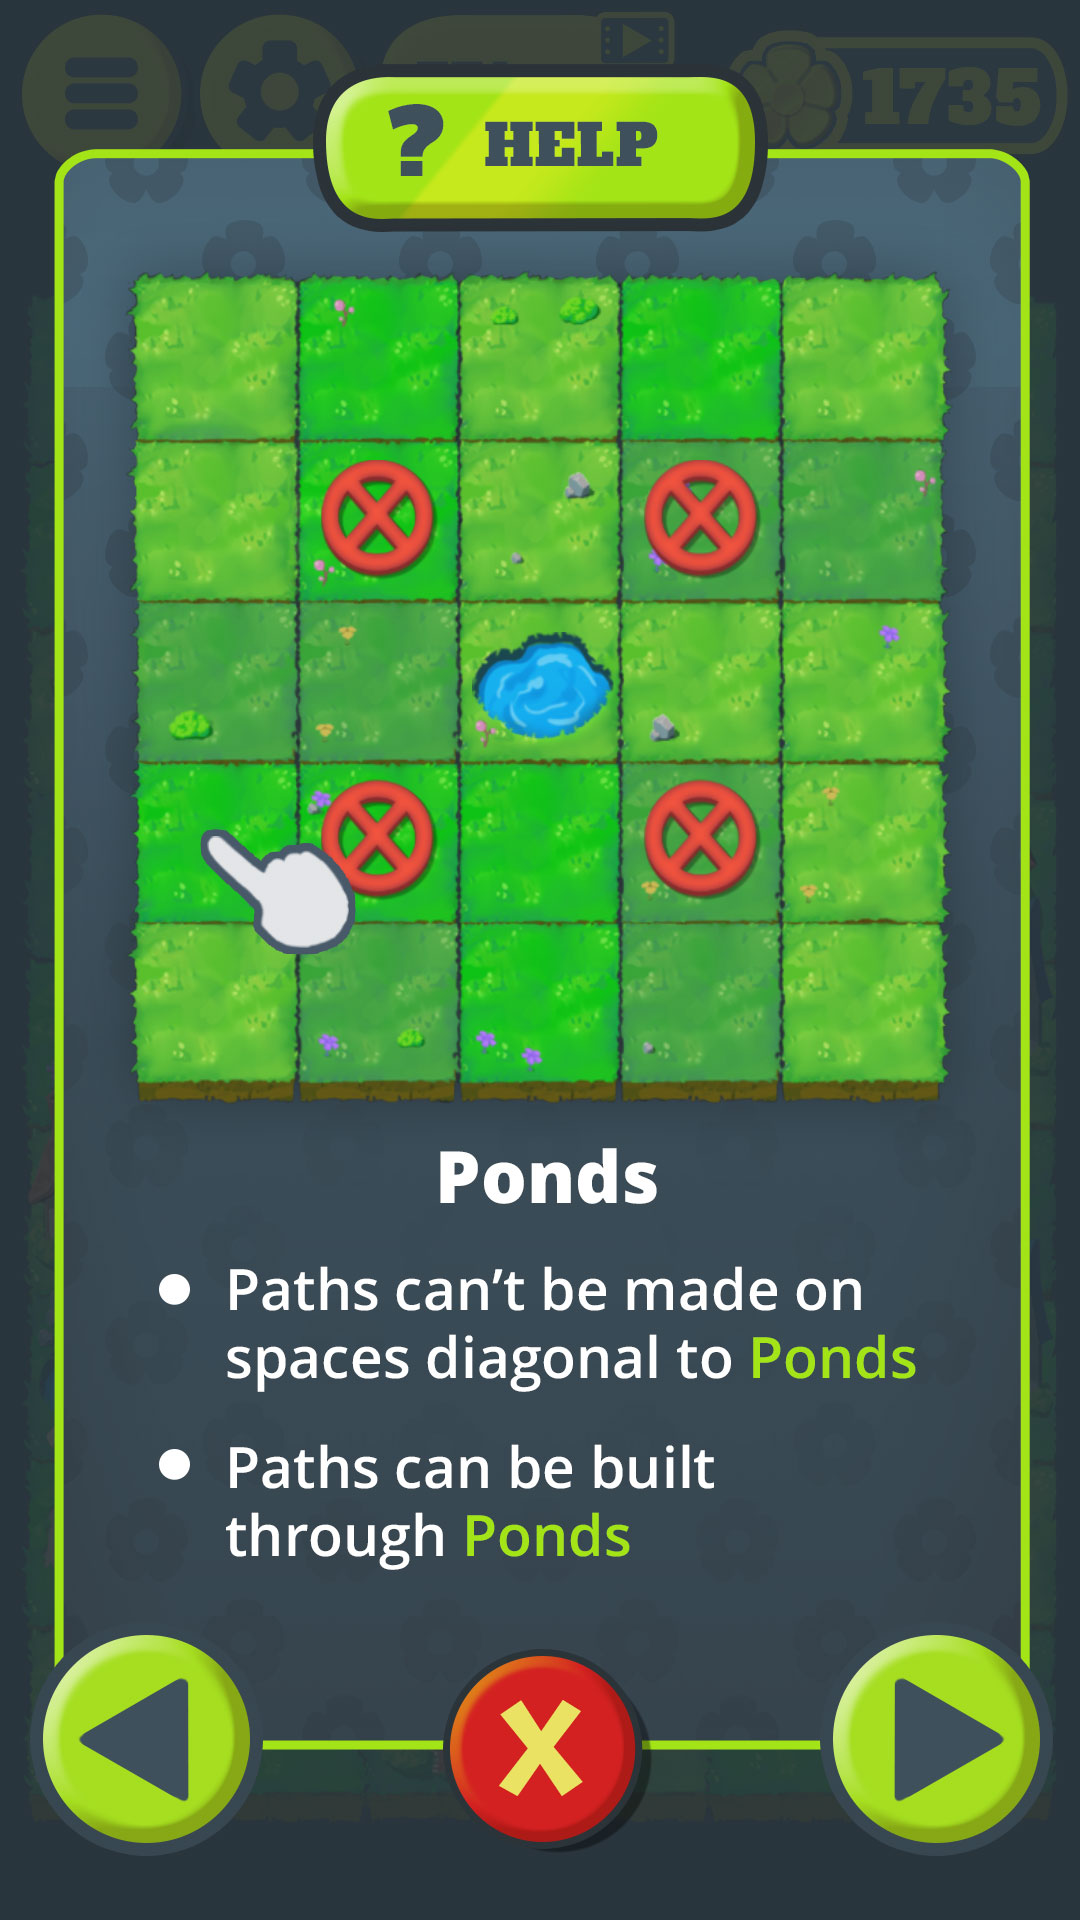 1735
? HELP
Ponds
● Paths can’t be made on
spaces diagonal to Ponds
● Paths can be built
through Ponds
X